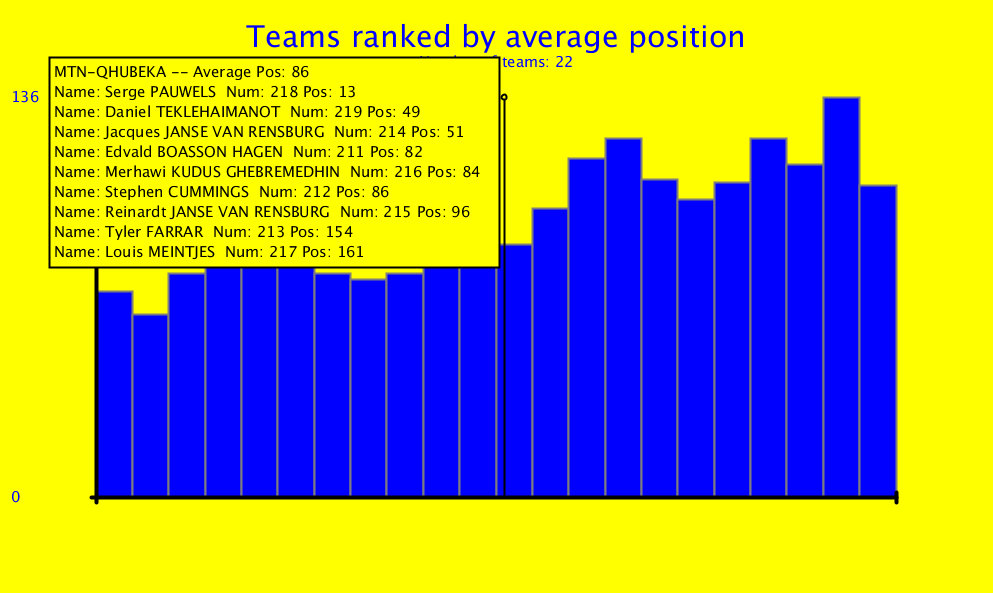 Teams ranked by average position
teams: 22
MTN-QHUBEKA -- Average Pos: 86
Name: Serge PAUWELS  Num: 218 Pos: 13
136
Name: Daniel TEKLEHAIMANOT  Num: 219 Pos: 49
Name: Jacques JANSE VAN RENSBURG  Num: 214 Pos: 51
Name: Edvald BOASSON HAGEN  Num: 211 Pos: 82
Name: Merhawi KUDUS GHEBREMEDHIN  Num: 216 Pos: 84
Name: Stephen CUMMINGS  Num: 212 Pos: 86
Name: Reinardt JANSE VAN RENSBURG  Num: 215 Pos: 96
Name: Tyler FARRAR  Num: 213 Pos: 154
Name: Louis MEINTJES  Num: 217 Pos: 161
0